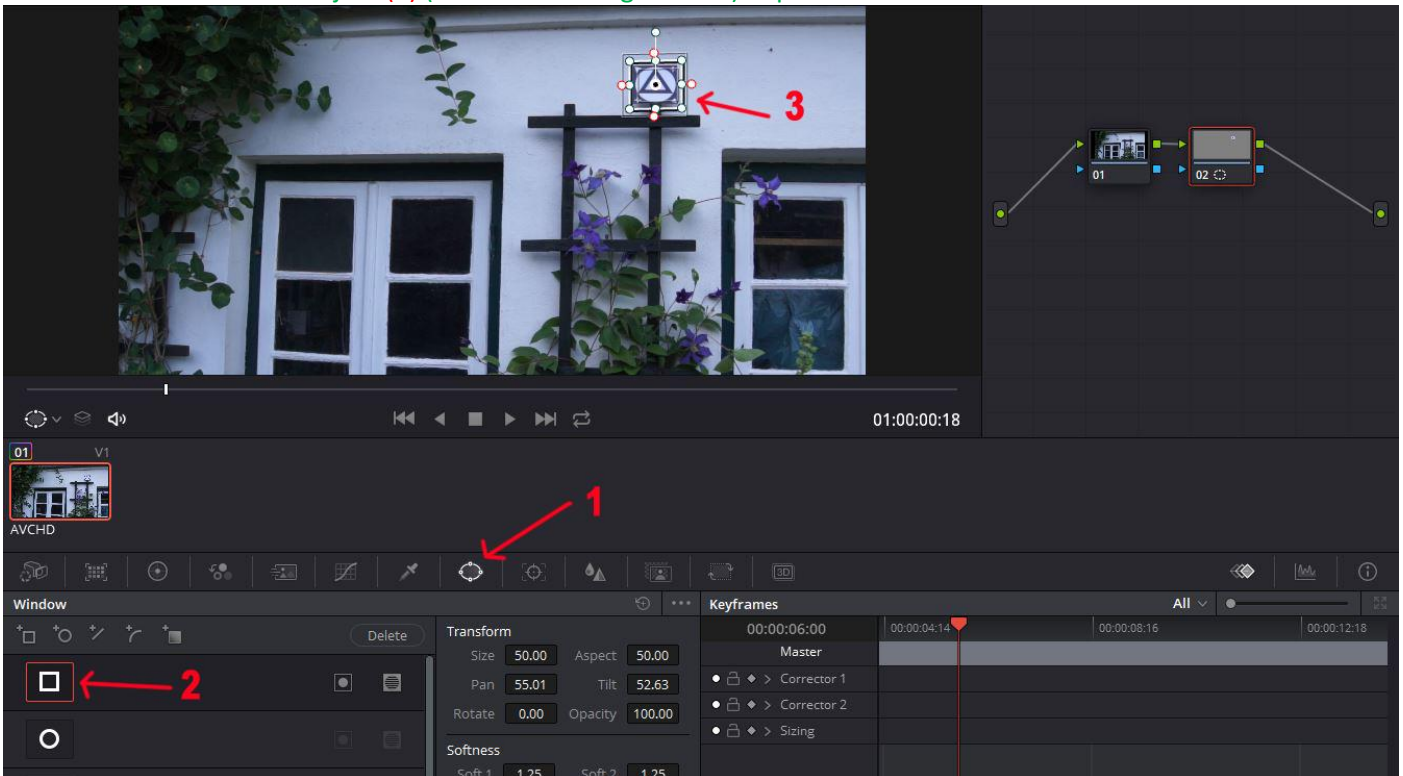 3
01
02
01:00:00:18
01 V1
AVCHD
1
3D
Window
Delete
2
Transform
Size 50.00 Aspect 50.00
Pan 55.01 Tilt 52.63
Rotate 0.00 Opacity 100.00
Softness
Soft 1 1.25 Soft 2 1.25
Keyframes All
00:00:06:00 00:00:04:14 00:00:08:16 00:00:12:18
Master
Corrector 1
Corrector 2
Sizing